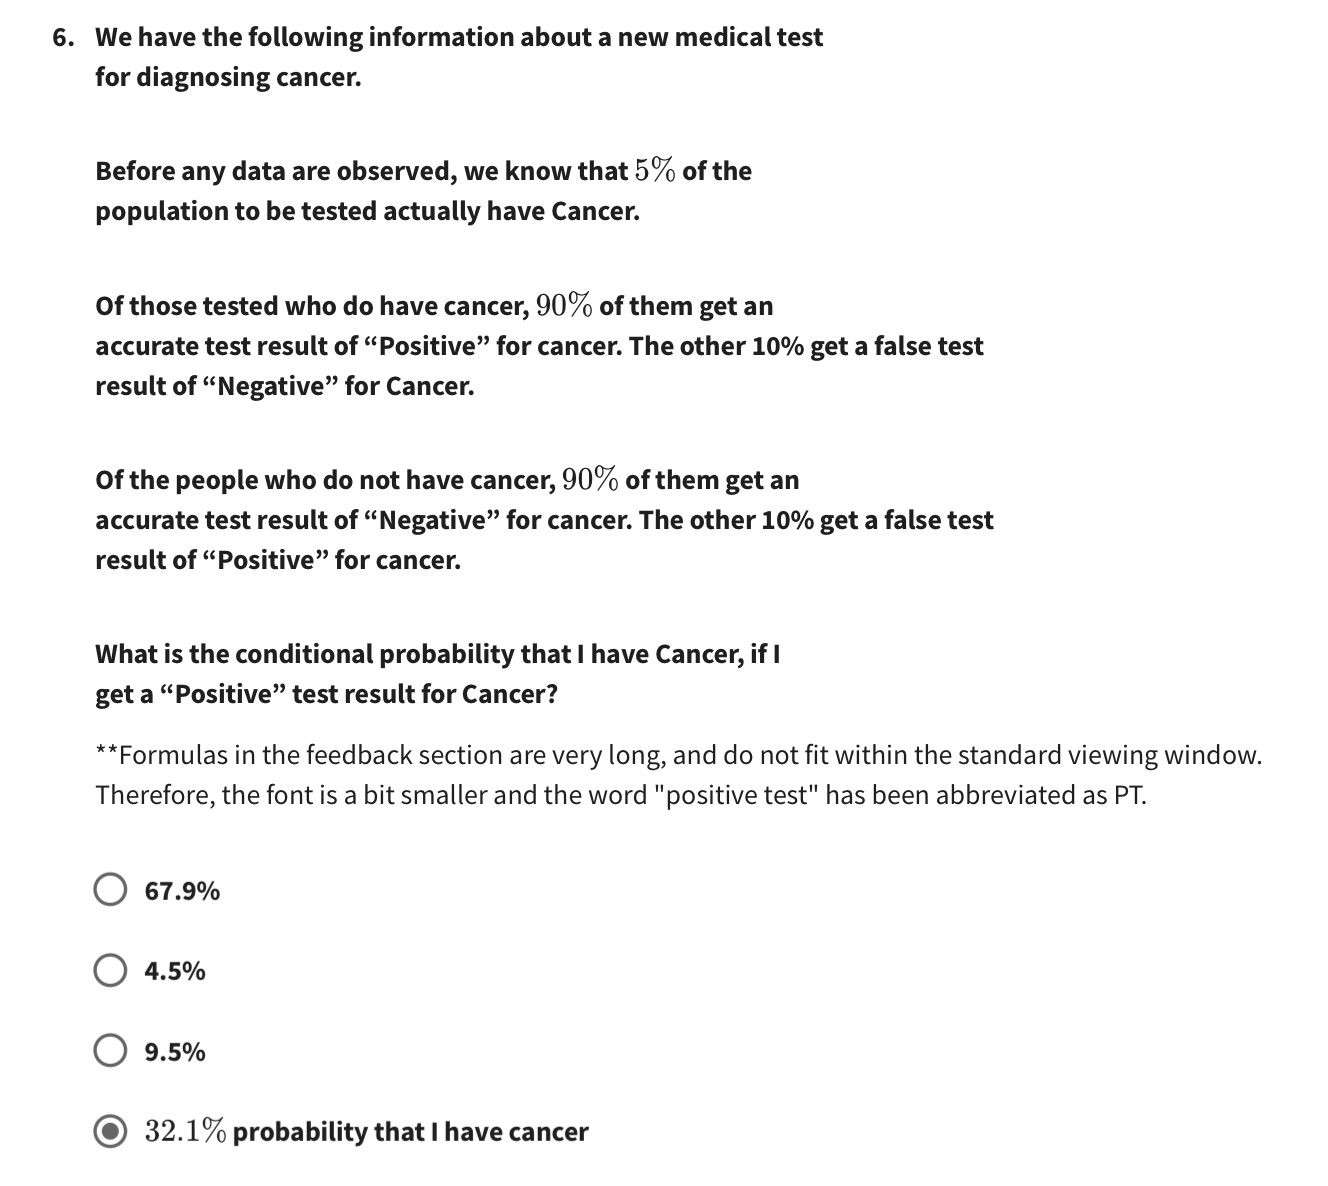 6. We have the following information about a new medical test
for diagnosing cancer.
Before any data are observed, we know that 5% of the
population to be tested actually have Cancer.
Of those tested who do have cancer, 90% of them get an
accurate test result of “Positive” for cancer. The other 10% get a false test
result of “Negative” for Cancer.
Of the people who do not have cancer, 90% of them get an
accurate test result of “Negative” for cancer. The other 10% get a false test
result of “Positive” for cancer.
What is the conditional probability that I have Cancer, if I
get a “Positive” test result for Cancer?
**Formulas in the feedback section are very long, and do not fit within the standard viewing window.
Therefore, the font is a bit smaller and the word "positive test" has been abbreviated as PT.
67.9%
4.5%
9.5%
32.1% probability that I have cancer